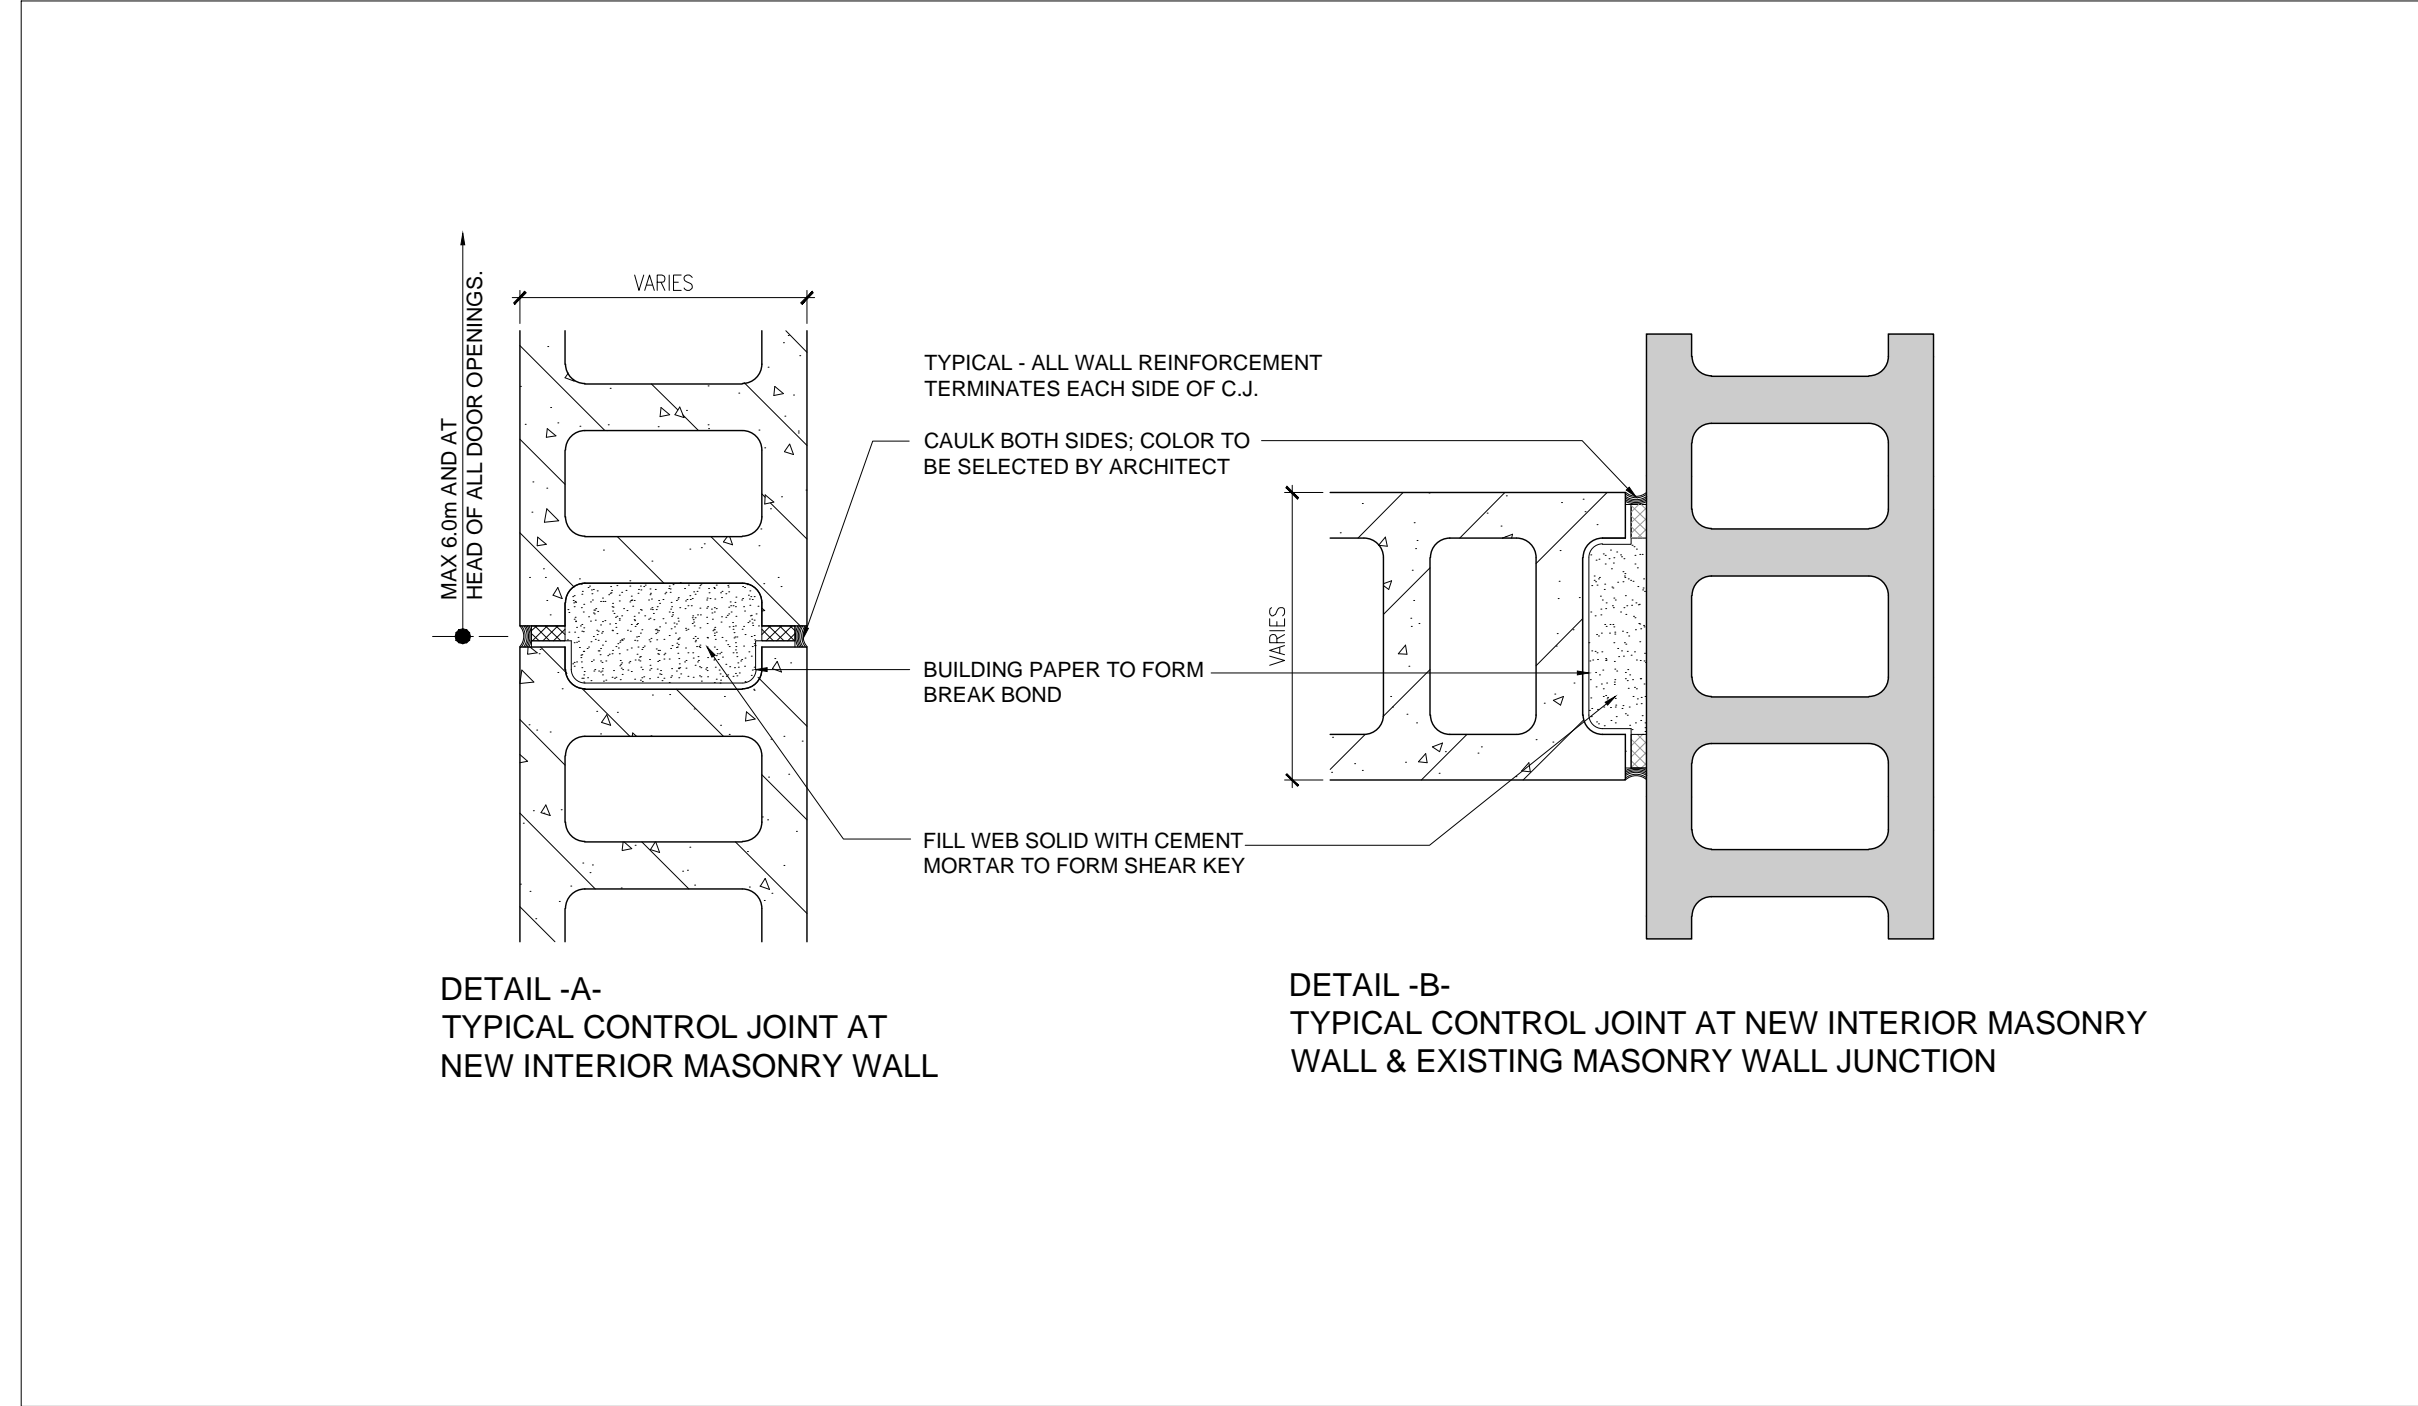 MAX 6.0m AND AT
HEAD OF ALL DOOR OPENINGS.
VARIES
TYPICAL - ALL WALL REINFORCEMENT
TERMINATES EACH SIDE OF C.J.
CAULK BOTH SIDES; COLOR TO
BE SELECTED BY ARCHITECT
BUILDING PAPER TO FORM
BREAK BOND
FILL WEB SOLID WITH CEMENT
MORTAR TO FORM SHEAR KEY
VARIES
DETAIL -A-
TYPICAL CONTROL JOINT AT
NEW INTERIOR MASONRY WALL
DETAIL -B-
TYPICAL CONTROL JOINT AT NEW INTERIOR MASONRY
WALL & EXISTING MASONRY WALL JUNCTION